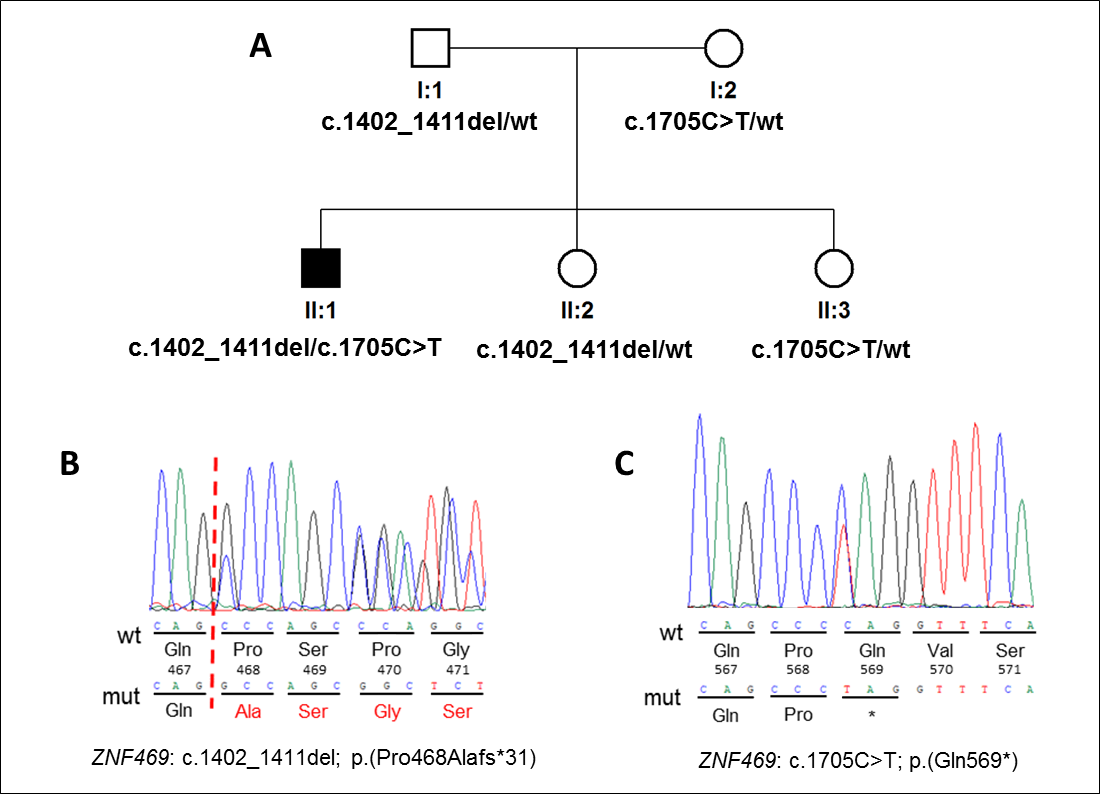 A
I:1
I:2
c.1402_1411del/wt
c.1705C>T/wt
II:1
II:2
II:3
c.1402_1411del/c.1705C>T
c.1402_1411del/wt
c.1705C>T/wt
B
wt
C A G C C C A G C C C A G G C
Gln Pro Ser Pro Gly
467 468 469 470 471
mut
C A G G C C A G C G G C T C T
Gln Ala Ser Gly Ser
ZNF469: c.1402_1411del; p.(Pro468Alafs*31)
C
wt
C A G C C C C A G G T T T C A
Gln Pro Gln Val Ser
567 568 569 570 571
mut
C A G C C C T A G G T T T C A
Gln Pro *
ZNF469: c.1705C>T; p.(Gln569*)